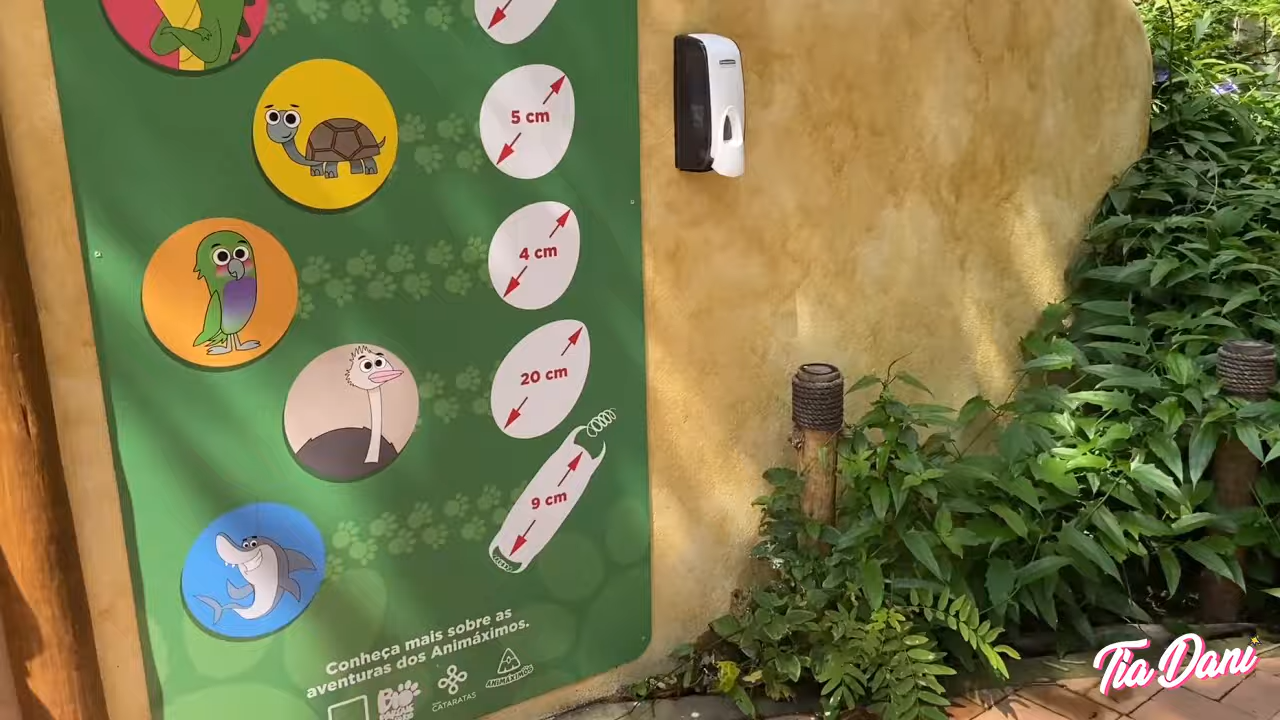 5 cm
4 cm
20 cm
9 cm
Conheça mais sobre as
aventuras dos Animáximos.
CATARATAS
ANIMÁXIMOS
Tia Dani